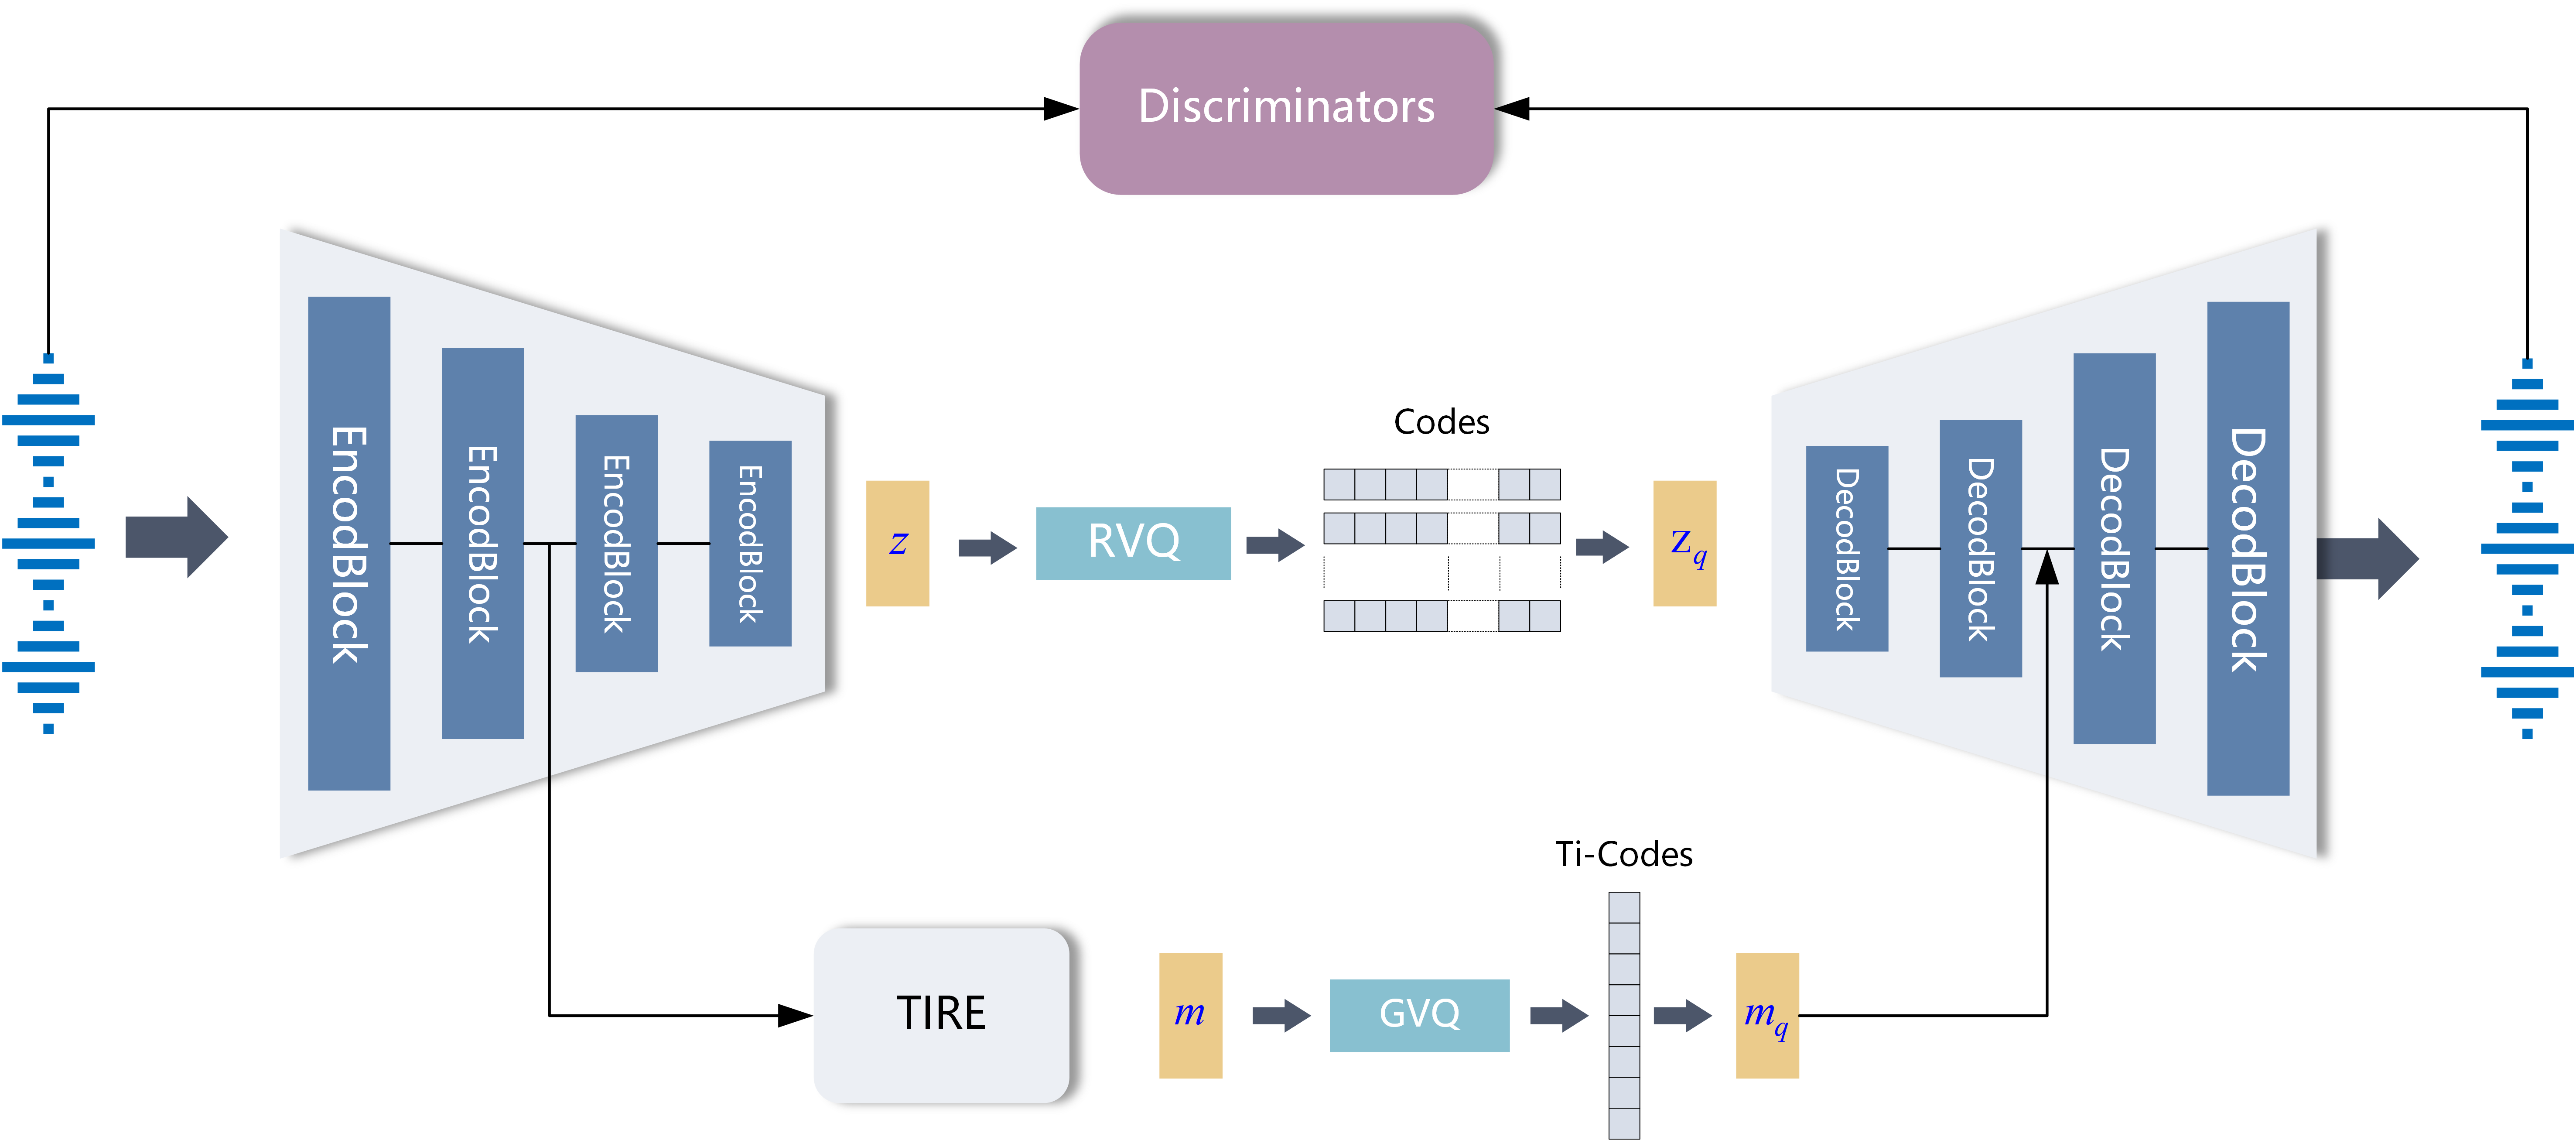 Discriminators
EncodBlock
EncodBlock
EncodBlock
EncodBlock
z
RVQ
Codes
z_q
DecodBlock
DecodBlock
DecodBlock
DecodBlock
TIRE
m
GVQ
Ti-Codes
m_q